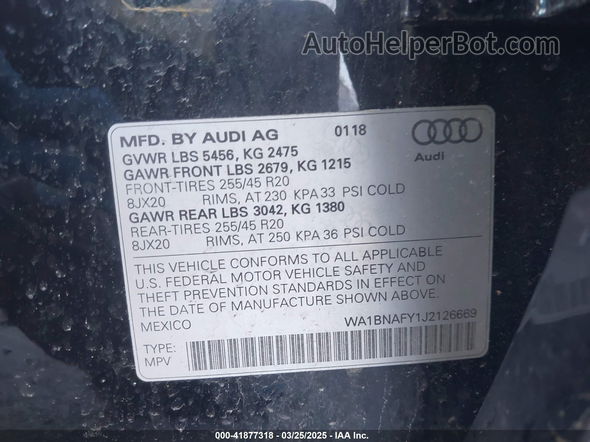 AutoHelperBot.com
MFD. BY AUDI AG 0118
GVWR LBS 5456, KG 2475
GAWR FRONT LBS 2679, KG 1215
FRONT-TIRES 255/45 R20
8JX20 RIMS, AT 230 KPA 33 PSI COLD
GAWR REAR LBS 3042, KG 1380
REAR-TIRES 255/45 R20
8JX20 RIMS, AT 250 KPA 36 PSI COLD
Audi
THIS VEHICLE CONFORMS TO ALL APPLICABLE
U.S. FEDERAL MOTOR VEHICLE SAFETY AND
THEFT PREVENTION STANDARDS IN EFFECT ON
THE DATE OF MANUFACTURE SHOWN ABOVE.
MEXICO WA1BNAFY1J2126669
TYPE:
MPV
000-41877318 - 03/25/2025 - IAA Inc.